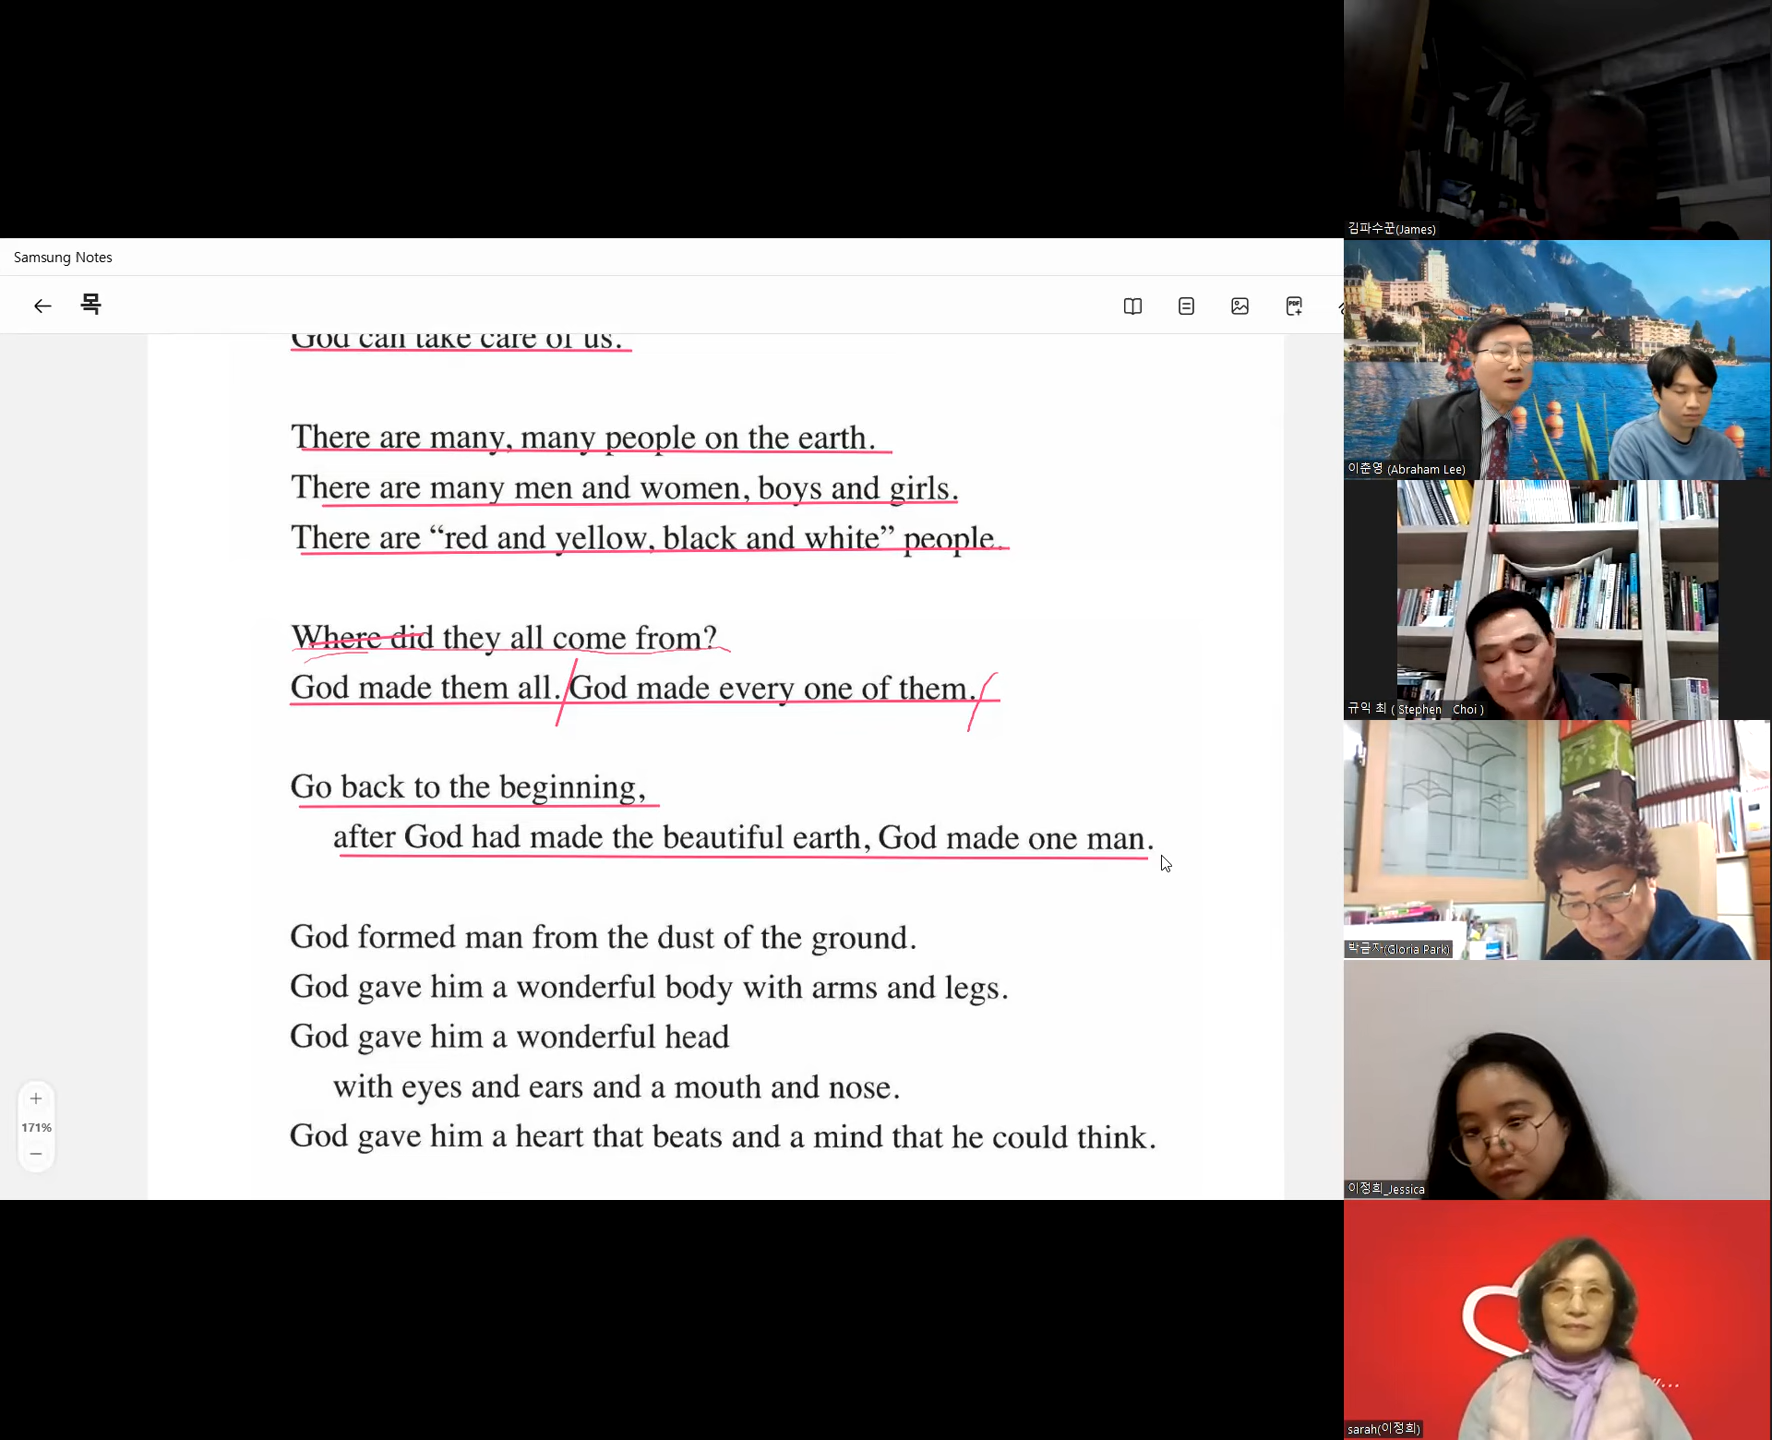 Samsung Notes
목
God can take care of us.
There are many, many people on the earth.
There are many men and women, boys and girls.
There are “red and yellow, black and white” people.
Where did they all come from?
God made them all. God made every one of them.
Go back to the beginning,
after God had made the beautiful earth, God made one man.
God formed man from the dust of the ground.
God gave him a wonderful body with arms and legs.
God gave him a wonderful head
with eyes and ears and a mouth and nose.
God gave him a heart that beats and a mind that he could think.
171%
김파수꾼(James)
이준영 (Abraham Lee)
규익 최 ( Stephen Choi )
박금자(Gloria Park)
이정희_Jessica
sarah(이정희)